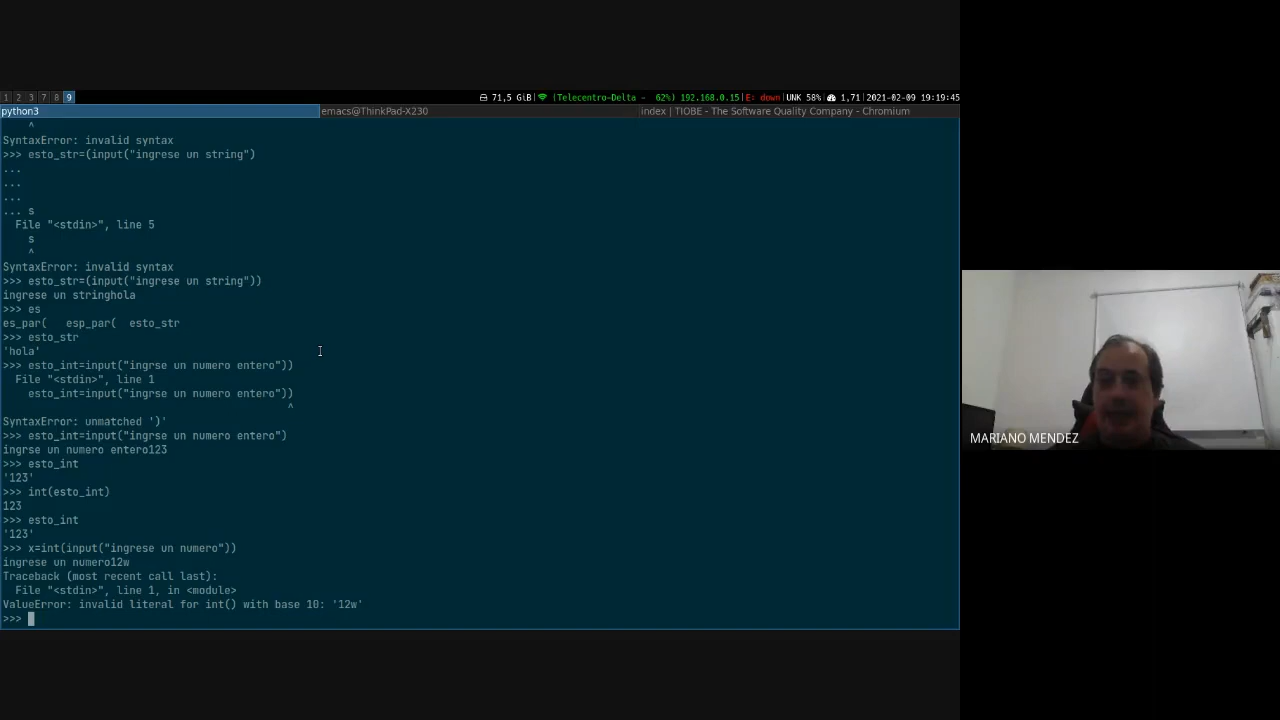 1 2 3 7 8 9
71,5 GiB| |(Telecentro-Delta - 62%) 192.168.0.15|E: down|UNK 58%| 1,71|2021-02-09 19:19:45
python3 emacs@ThinkPad-X230 index | TIOBE - The Software Quality Company - Chromium
^
SyntaxError: invalid syntax
>>> esto_str=(input("ingrese un string")
...
...
...
... s
File "<stdin>", line 5
s
^
SyntaxError: invalid syntax
>>> esto_str=(input("ingrese un string"))
ingrese un stringhola
>>> es
es_par( esp_par( esto_str
>>> esto_str
'hola'
>>> esto_int=input("ingrse un numero entero"))
File "<stdin>", line 1
esto_int=input("ingrse un numero entero"))
^
SyntaxError: unmatched ')'
>>> esto_int=input("ingrse un numero entero")
ingrse un numero entero123
>>> esto_int
'123'
>>> int(esto_int)
123
>>> esto_int
'123'
>>> x=int(input("ingrese un numero"))
ingrese un numero12w
Traceback (most recent call last):
File "<stdin>", line 1, in <module>
ValueError: invalid literal for int() with base 10: '12w'
>>>
MARIANO MENDEZ